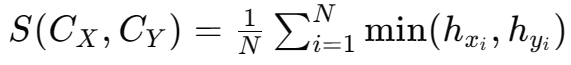 $S(C_X, C_Y) = \frac{1}{N} \sum_{i=1}^{N} \min(h_{x_i}, h_{y_i})$